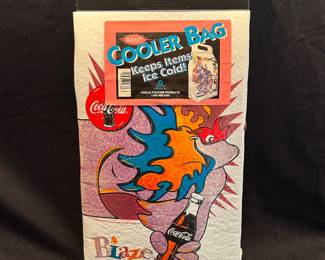 NEW!
COOLER BAG
Keeps Items
Ice Cold!
Coca-Cola
Coca-Cola
Blaze